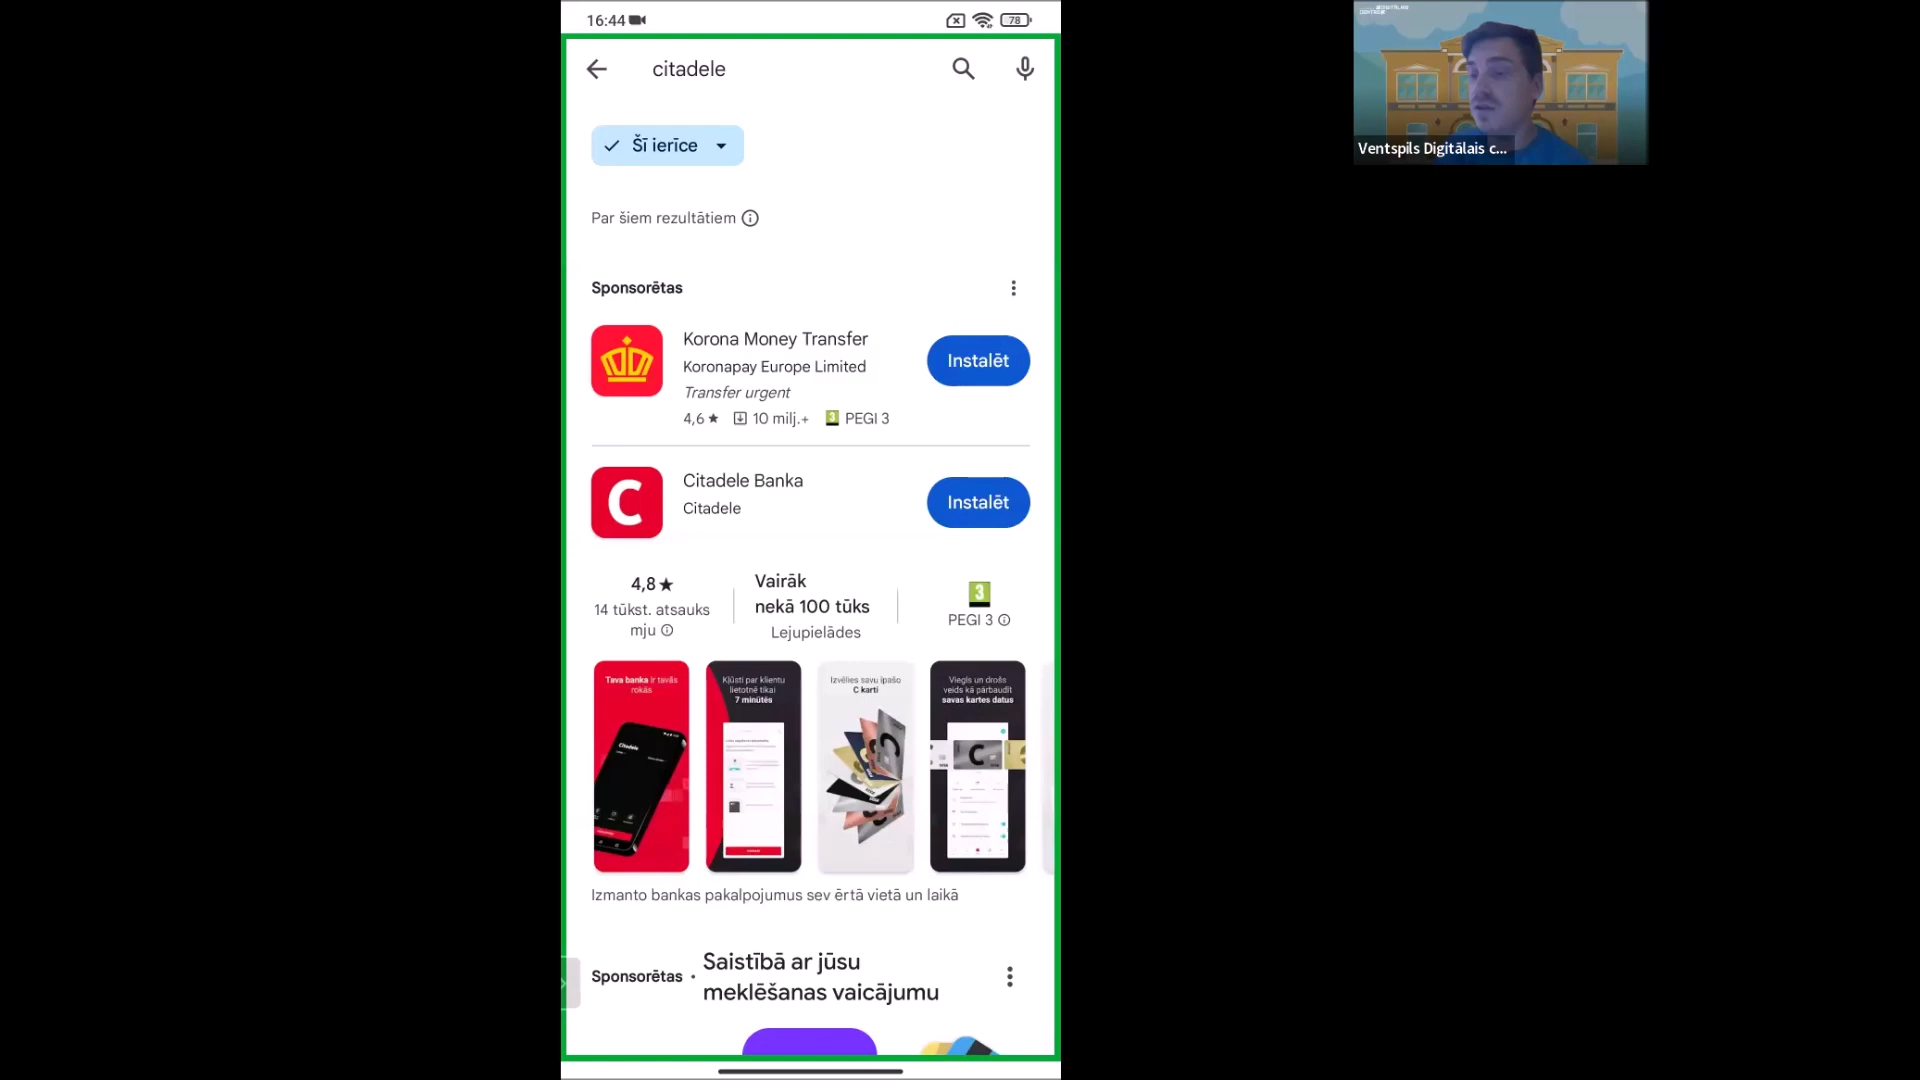 16:44
78
citadele
Šī ierīce
Par šiem rezultātiem
Sponsorētas
Korona Money Transfer
Koronapay Europe Limited
Transfer urgent
4,6 ★ 10 milj.+ 3 PEGI 3
Instalēt
Citadele Banka
Citadele
Instalēt
4,8 ★
14 tūkst. atsauks
mju
Vairāk
nekā 100 tūks
Lejupielādes
3
PEGI 3
Tava banka ir tavās
rokās
Citadele
Kļūsti par klientu
lietotnē tikai
7 minūtēs
Izvēlies savu īpašo
C karti
Viegls un drošs
veids kā pārbaudīt
savas kartes datus
Izmanto bankas pakalpojumus sev ērtā vietā un laikā
Sponsorētas •
Saistībā ar jūsu
meklēšanas vaicājumu
Ventspils Digitālais c...